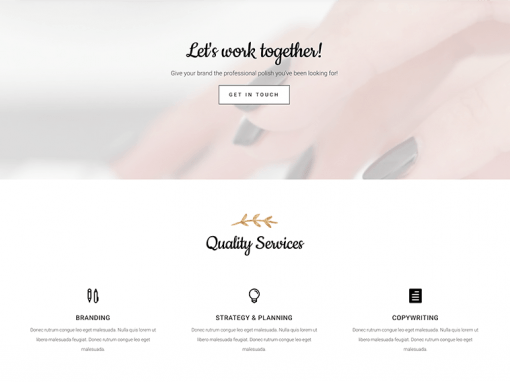 Let's work together!
Give your brand the professional polish you've been looking for!
GET IN TOUCH
Quality Services
BRANDING
Donec rutrum congue leo eget malesuada. Nulla quis lorem ut
libero malesuada feugiat. Donec rutrum congue leo eget
malesuada.
STRATEGY & PLANNING
Donec rutrum congue leo eget malesuada. Nulla quis lorem ut
libero malesuada feugiat. Donec rutrum congue leo eget
malesuada.
COPYWRITING
Donec rutrum congue leo eget malesuada. Nulla quis lorem ut
libero malesuada feugiat. Donec rutrum congue leo eget
malesuada.